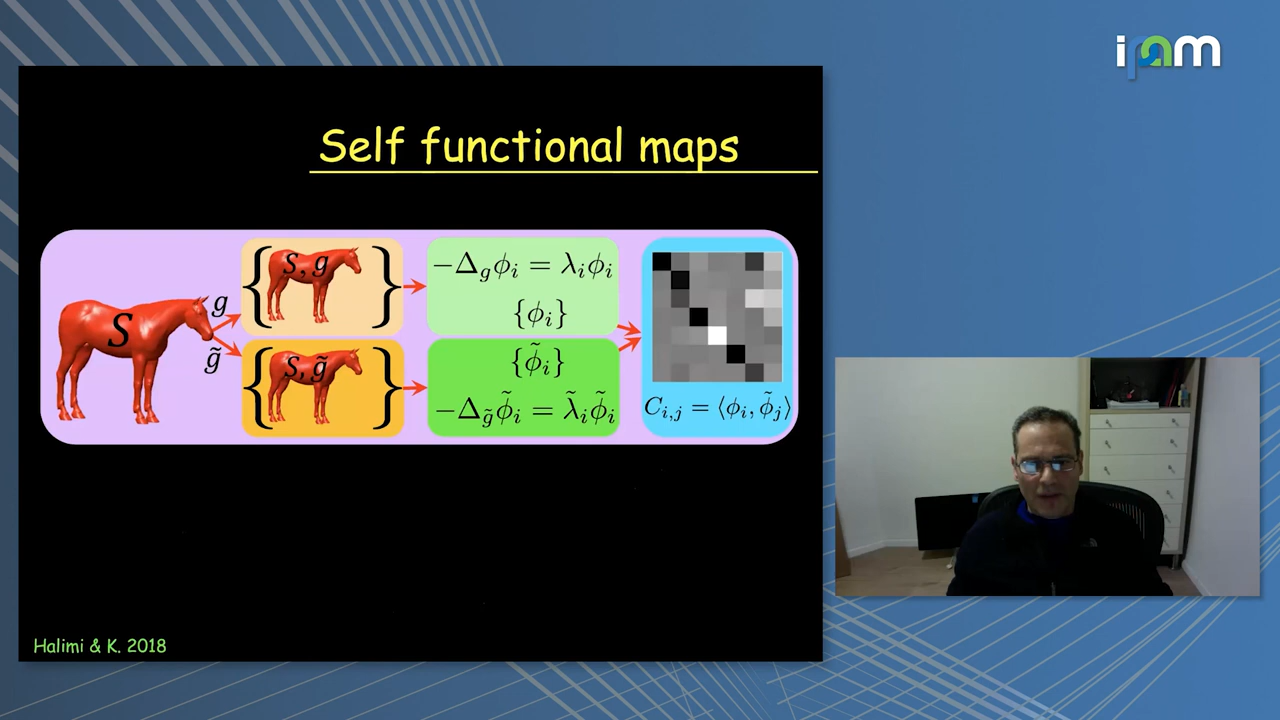 ipam
Self functional maps
S
g
g̃
{S, g}
{S, g̃}
−Δ_g ϕ_i = λ_i ϕ_i
{ϕ_i}
{ϕ̃_i}
−Δ_g̃ ϕ̃_i = λ̃_i ϕ̃_i
C_{i,j} = ⟨ϕ_i, ϕ̃_j⟩
Halimi & K. 2018